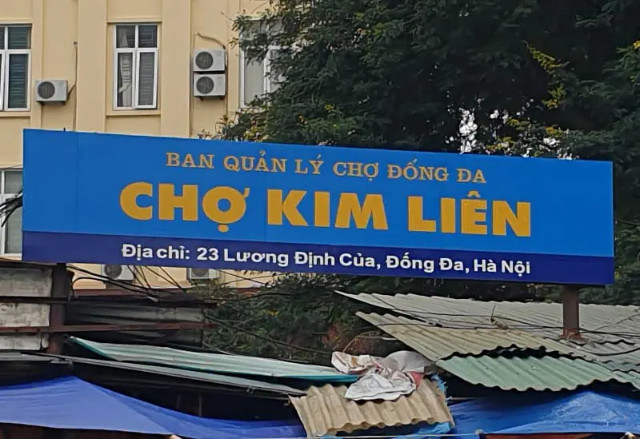 BAN QUẢN LÝ CHỢ ĐỐNG ĐA
CHỢ KIM LIÊN
Địa chỉ: 23 Lương Định Của, Đống Đa, Hà Nội